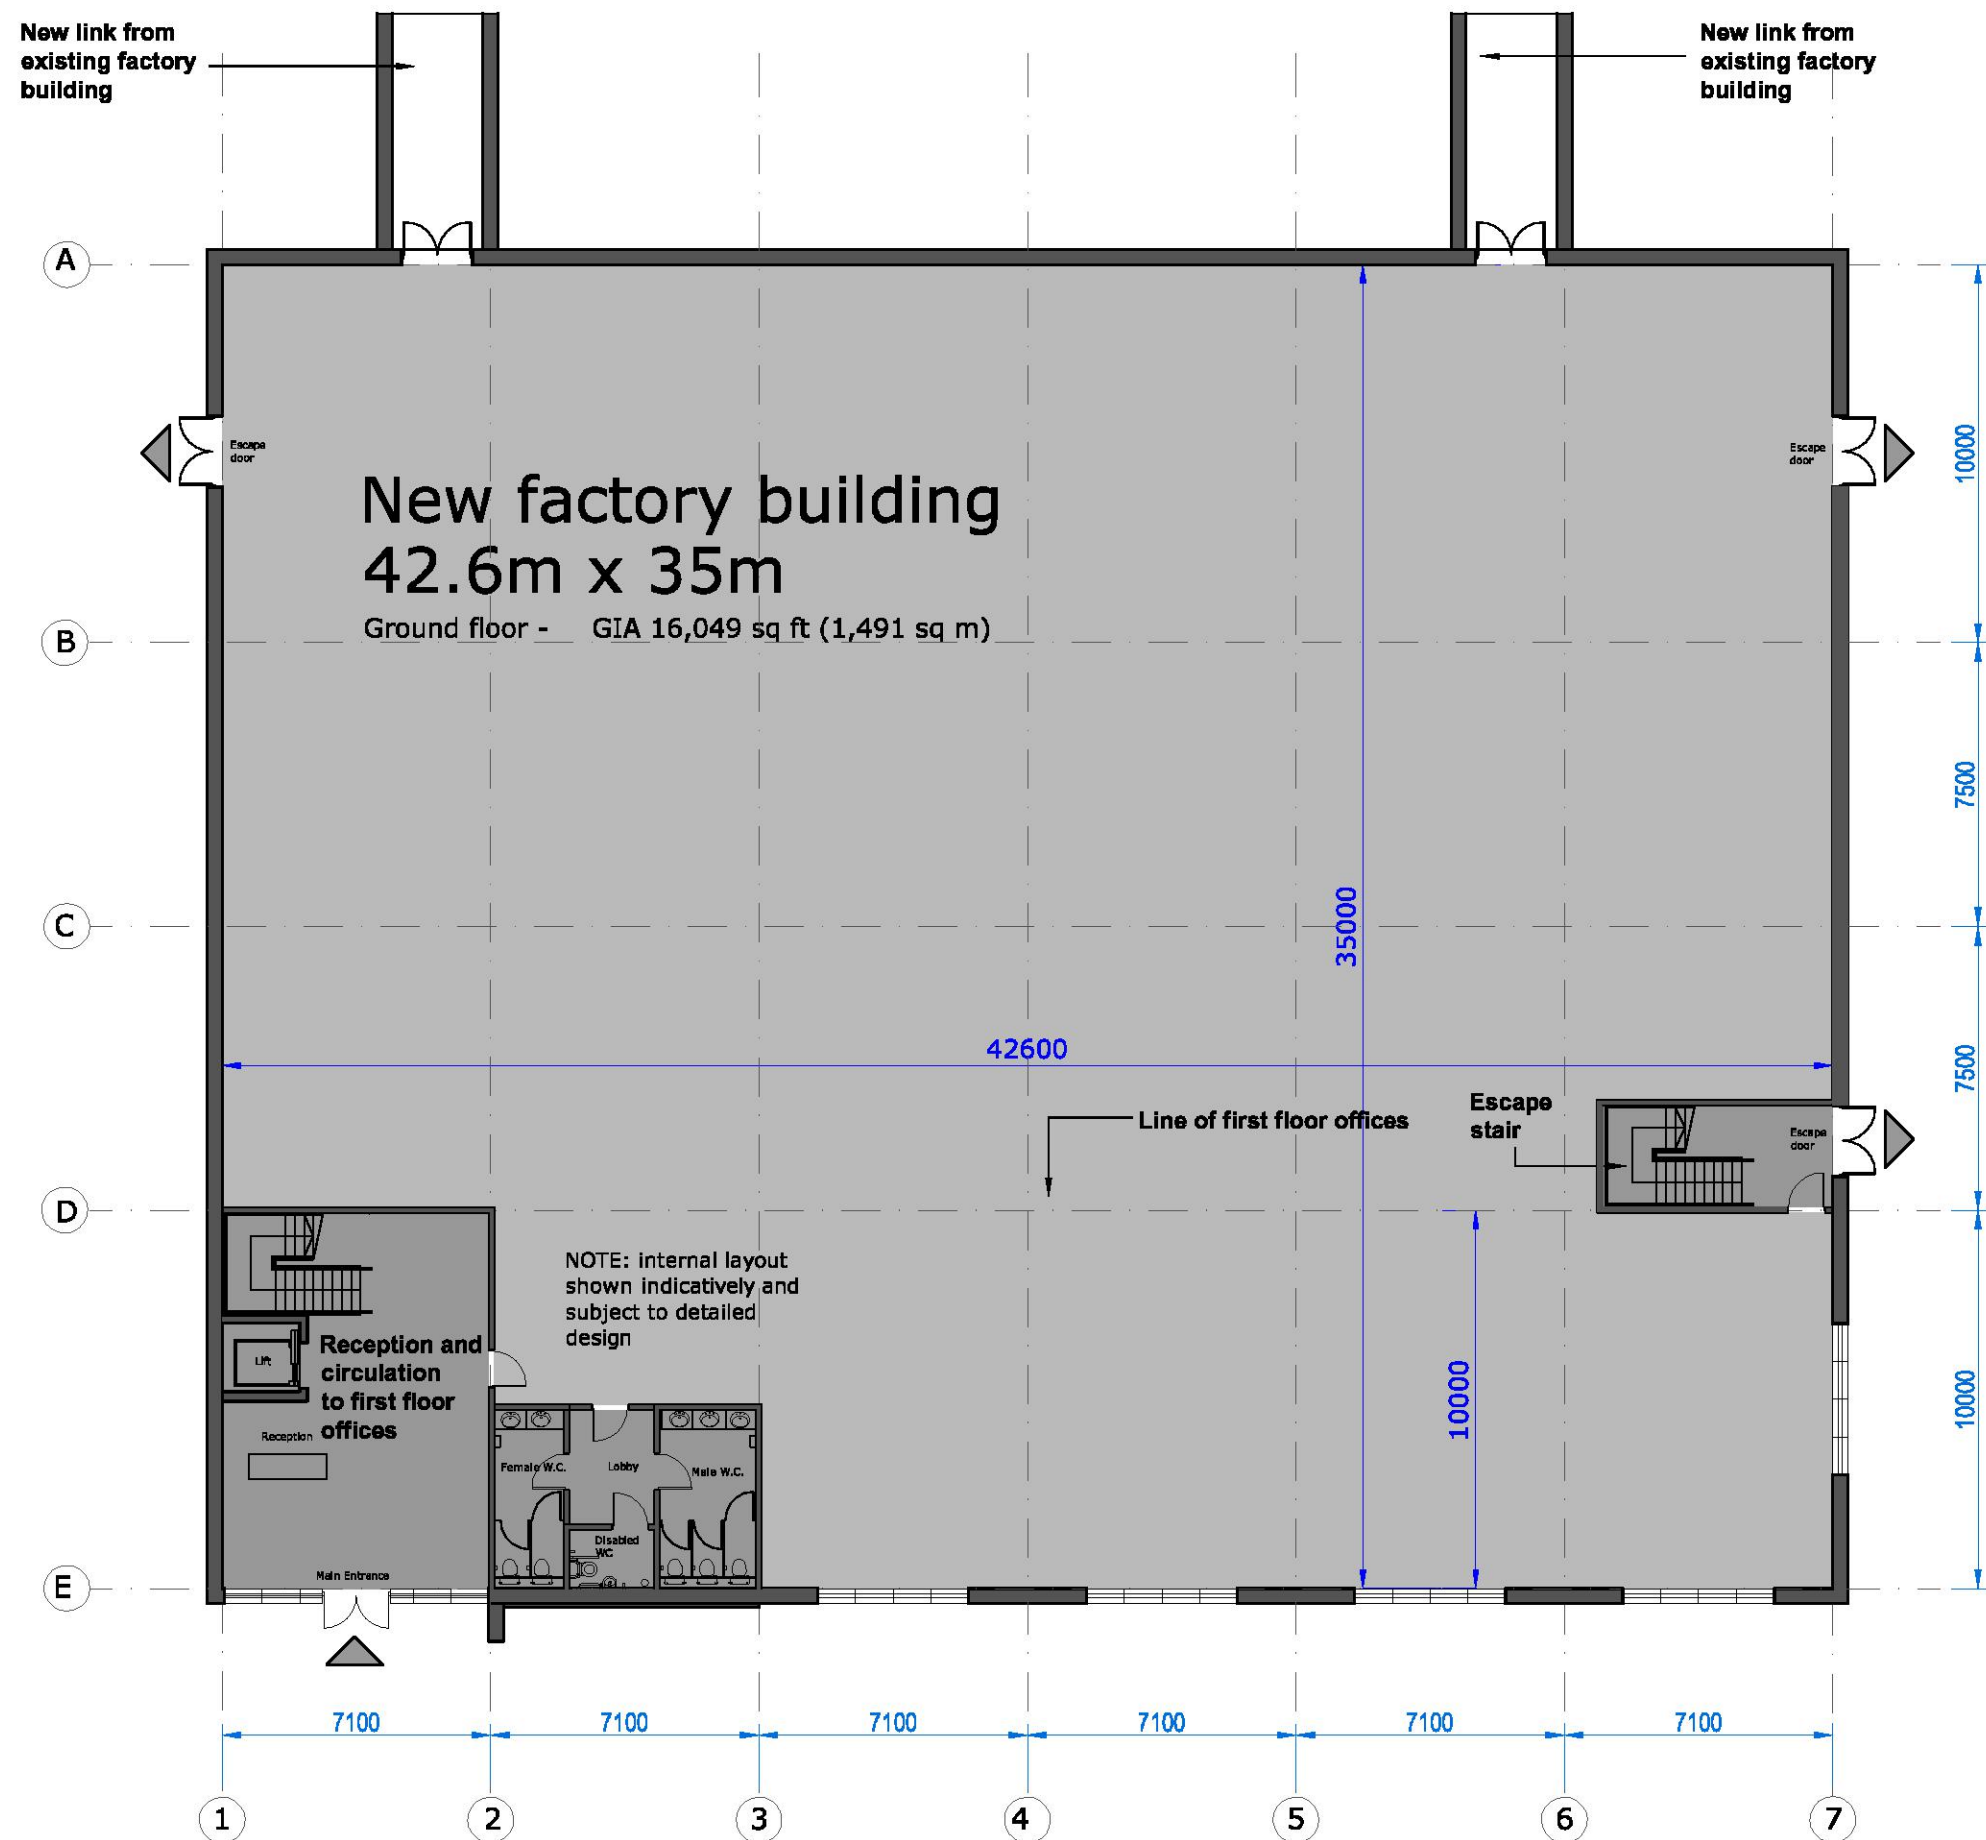 New link from
existing factory
building
New link from
existing factory
building
A
Escape
door
Escape
door
10000
New factory building
42.6m x 35m
Ground floor - GIA 16,049 sq ft (1,491 sq m)
B
7500
C
35000
42600
7500
Line of first floor offices
Escape
stair
Escape
door
D
NOTE: internal layout
shown indicatively and
subject to detailed
design
Lift
Reception and
circulation
to first floor
offices
Reception
10000
10000
Female W.C.
Lobby
Male W.C.
Disabled
WC
Main Entrance
E
7100
7100
7100
7100
7100
7100
1
2
3
4
5
6
7